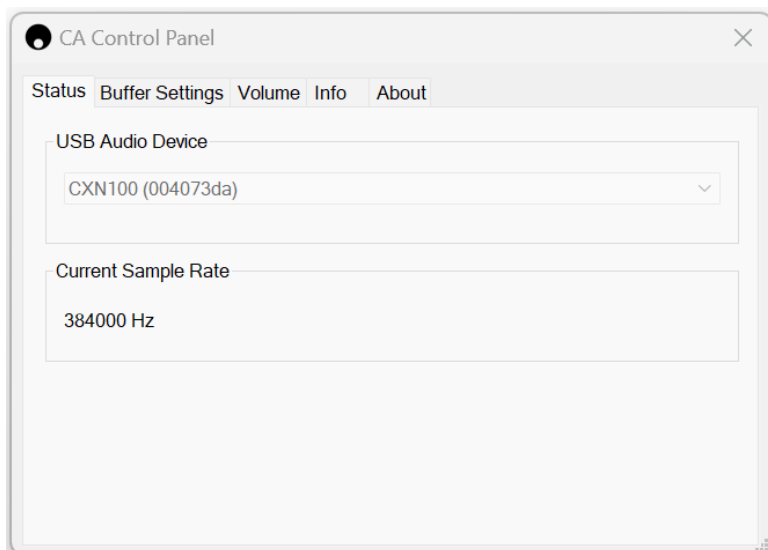 CA Control Panel
Status Buffer Settings Volume Info About
USB Audio Device
CXN100 (004073da)
Current Sample Rate
384000 Hz